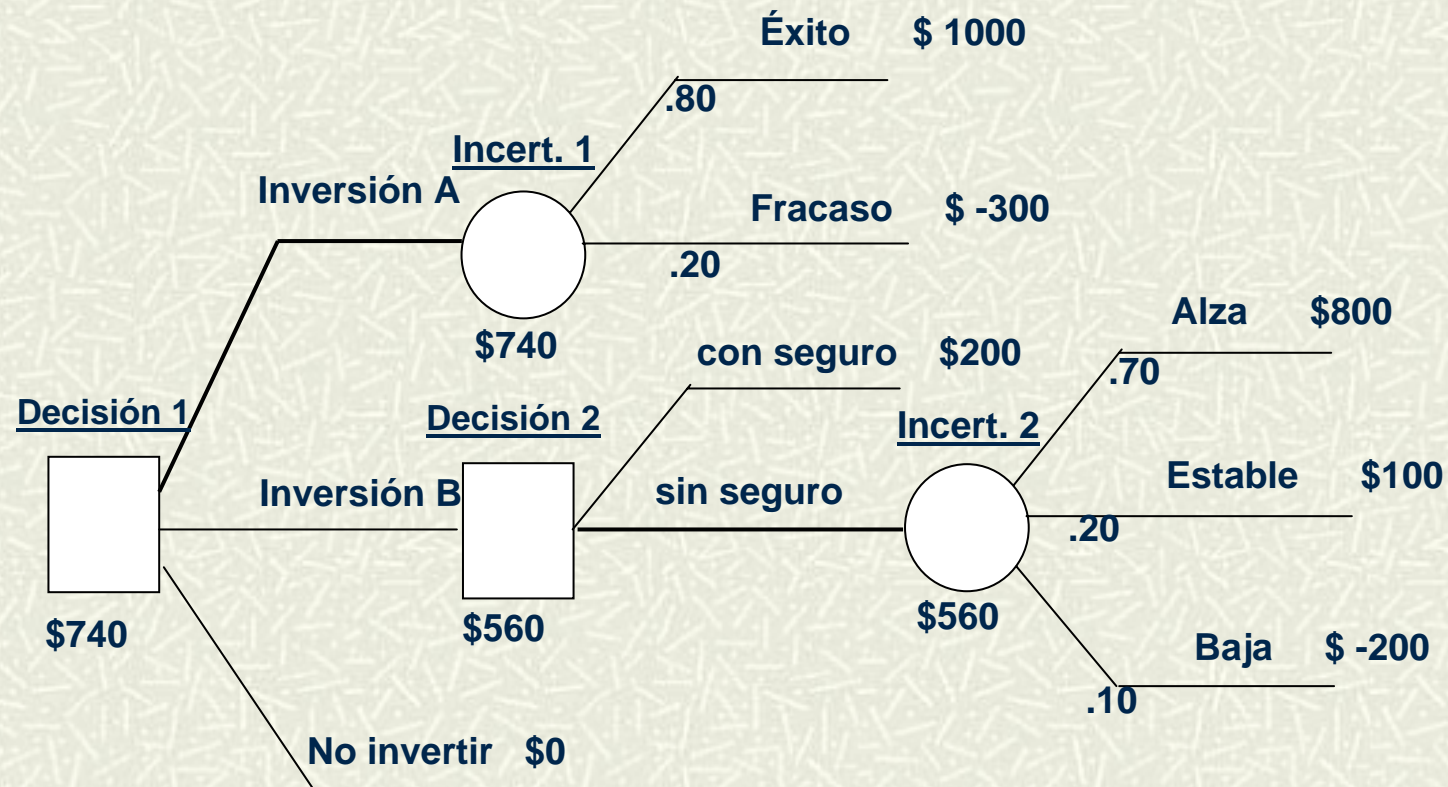 Éxito $ 1000
.80
Incert. 1
Inversión A
Fracaso $ -300
.20
$740
Alza $800
con seguro $200
.70
Decisión 1
Decisión 2
Incert. 2
Inversión B
sin seguro
Estable $100
.20
$740
$560
$560
Baja $ -200
.10
No invertir $0